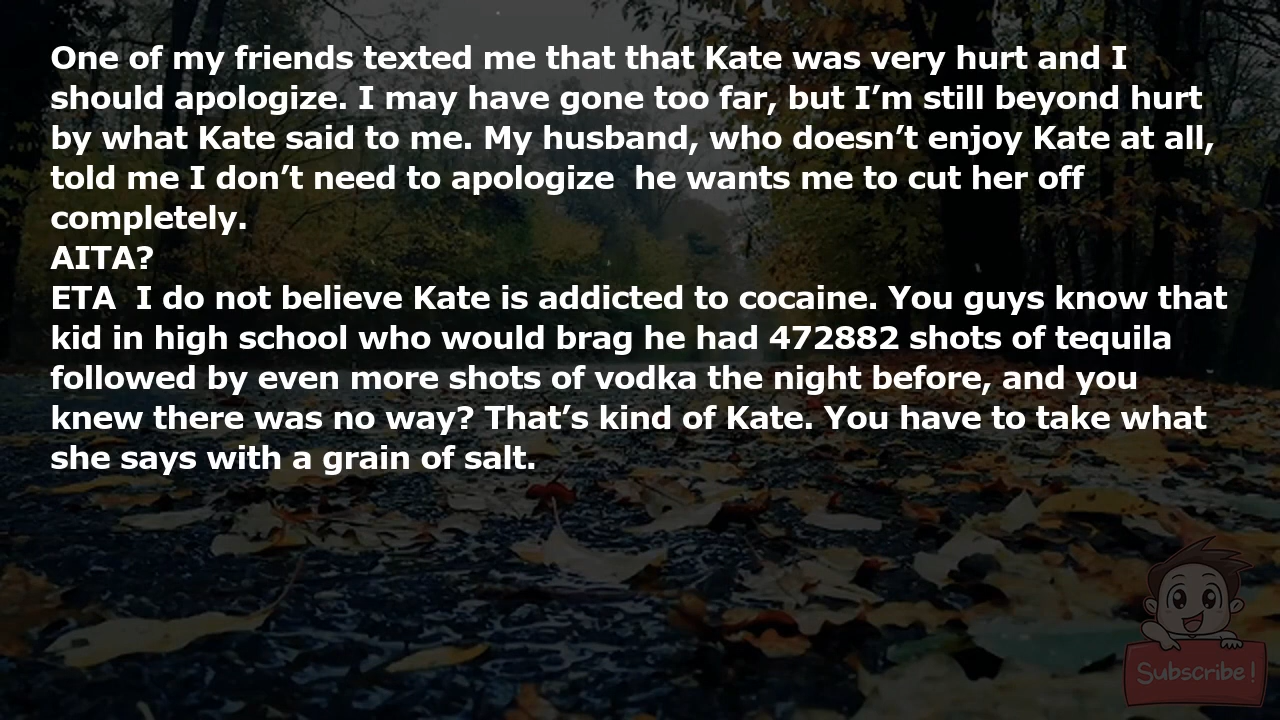 One of my friends texted me that that Kate was very hurt and I
should apologize. I may have gone too far, but I’m still beyond hurt
by what Kate said to me. My husband, who doesn’t enjoy Kate at all,
told me I don’t need to apologize  he wants me to cut her off
completely.
AITA?
ETA  I do not believe Kate is addicted to cocaine. You guys know that
kid in high school who would brag he had 472882 shots of tequila
followed by even more shots of vodka the night before, and you
knew there was no way? That’s kind of Kate. You have to take what
she says with a grain of salt.
Subscribe!